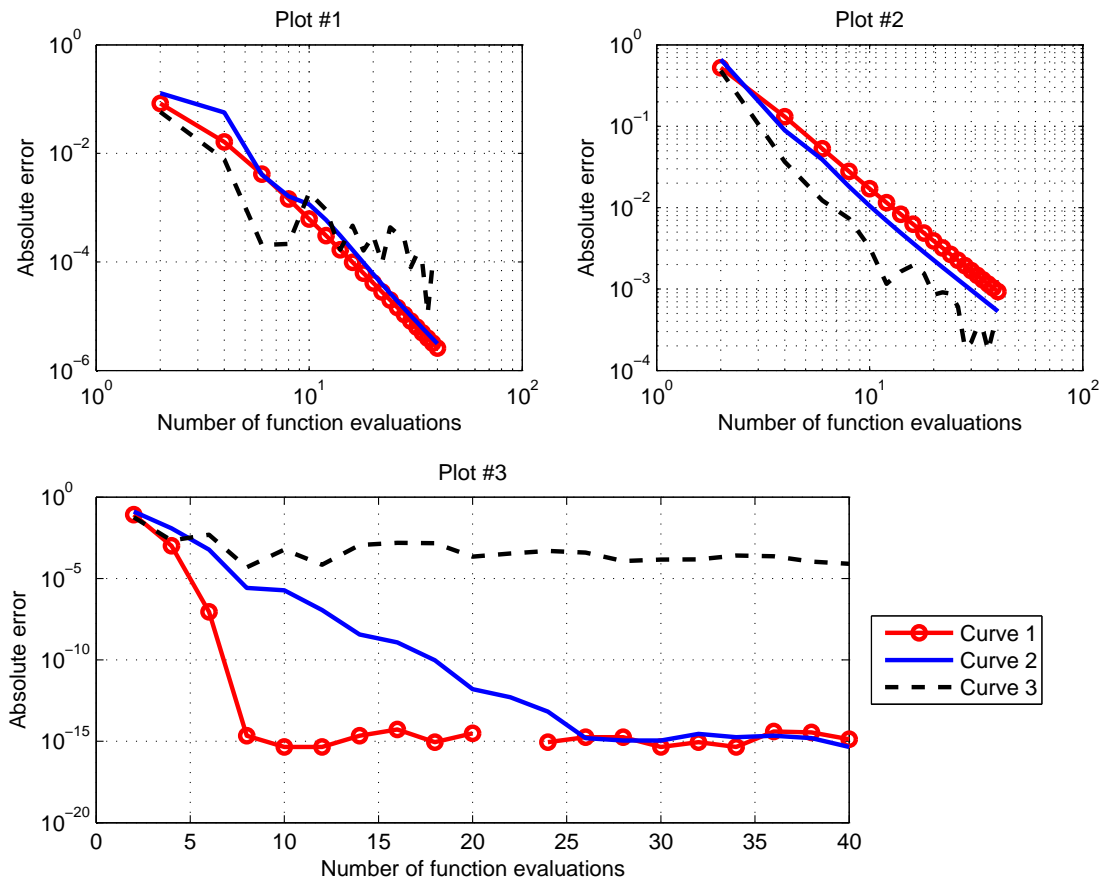 Plot #1
10^0
10^-2
10^-4
10^-6
Absolute error
10^0
10^1
10^2
Number of function evaluations
Plot #2
10^0
10^-1
10^-2
10^-3
10^-4
Absolute error
10^0
10^1
10^2
Number of function evaluations
Plot #3
10^0
10^-5
10^-10
10^-15
10^-20
Absolute error
0 5 10 15 20 25 30 35 40
Number of function evaluations
Curve 1
Curve 2
Curve 3